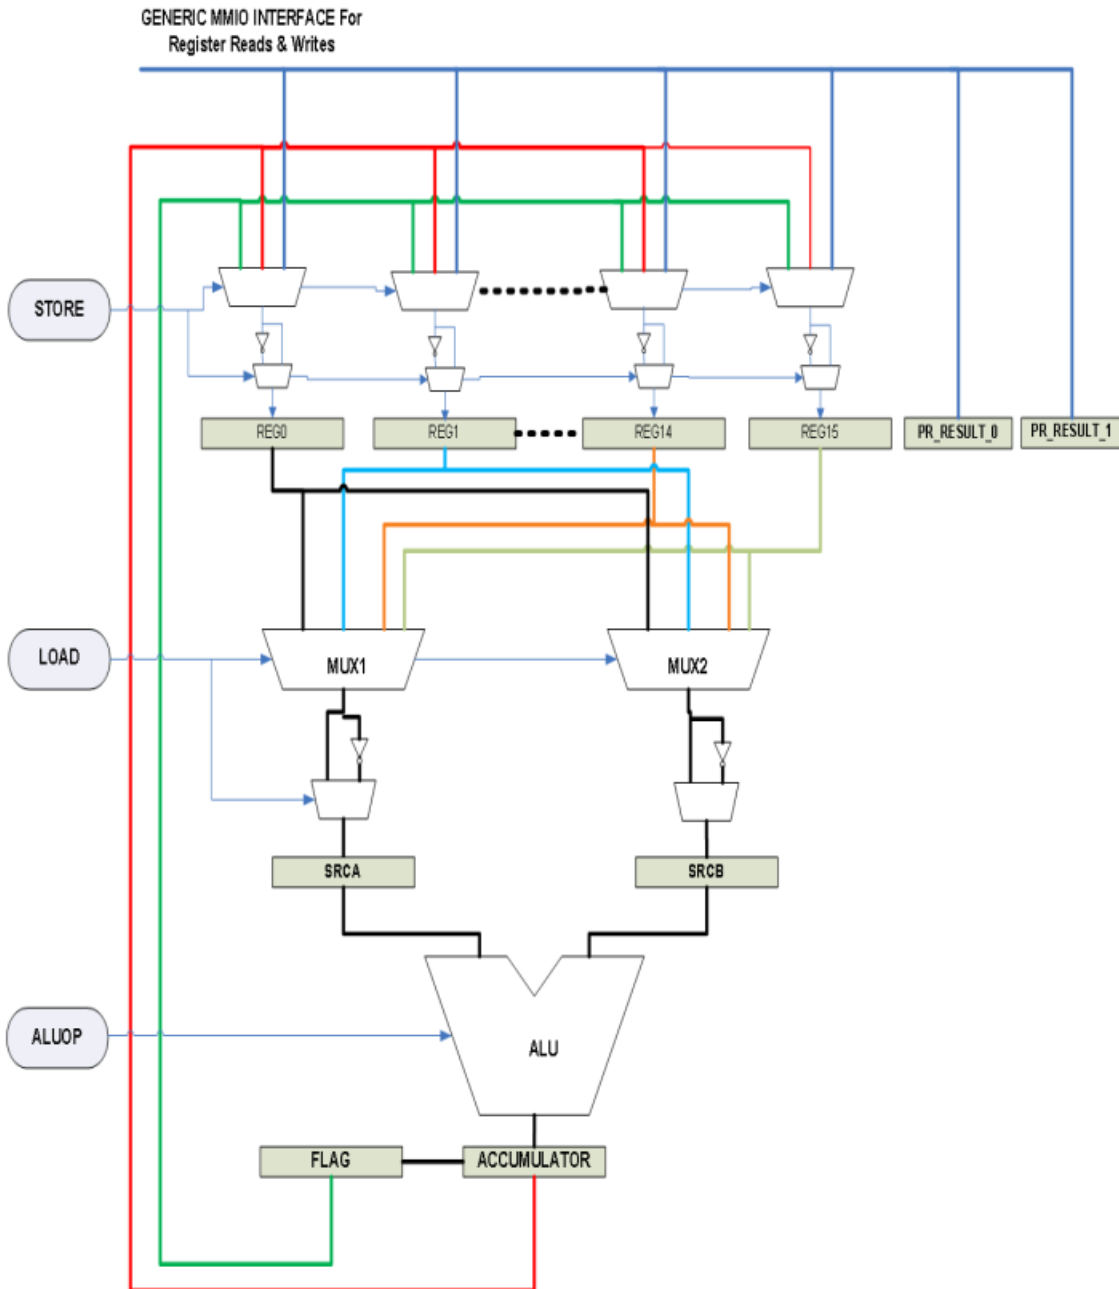 GENERIC MMIO INTERFACE For
Register Reads & Writes
STORE
REG0
REG1
REG14
REG15
PR_RESULT_0
PR_RESULT_1
LOAD
MUX1
MUX2
SRCA
SRCB
ALUOP
ALU
FLAG
ACCUMULATOR